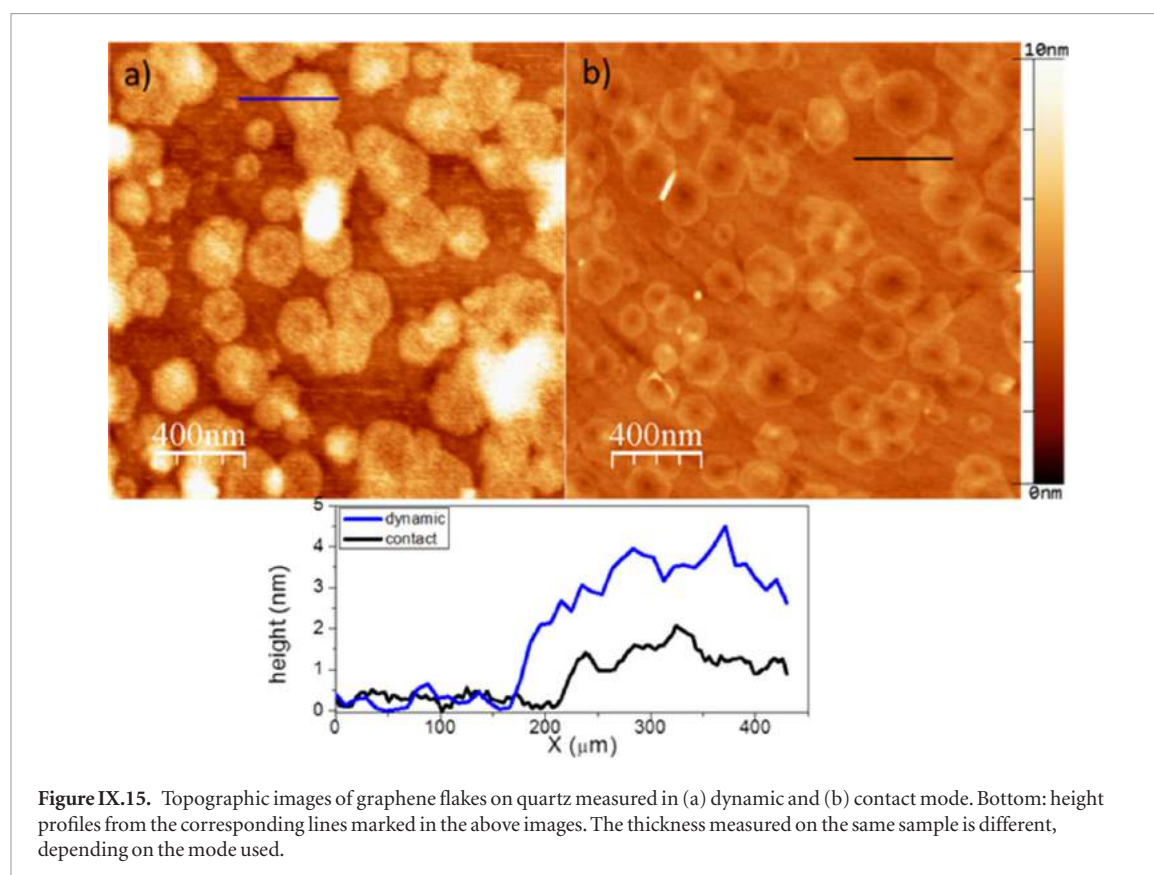 a)
b)
10nm
400nm
400nm
0nm
5
4
3
2
1
0
height (nm)
dynamic
contact
0
100
200
300
400
X (μm)
Figure IX.15. Topographic images of graphene flakes on quartz measured in (a) dynamic and (b) contact mode. Bottom: height
profiles from the corresponding lines marked in the above images. The thickness measured on the same sample is different,
depending on the mode used.